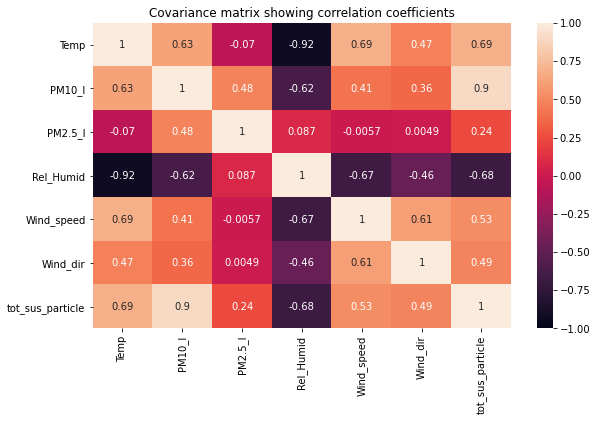 Covariance matrix showing correlation coefficients
Temp 1 0.63 -0.07 -0.92 0.69 0.47 0.69
PM10_I 0.63 1 0.48 -0.62 0.41 0.36 0.9
PM2.5_I -0.07 0.48 1 0.087 -0.0057 0.0049 0.24
Rel_Humid -0.92 -0.62 0.087 1 -0.67 -0.46 -0.68
Wind_speed 0.69 0.41 -0.0057 -0.67 1 0.61 0.53
Wind_dir 0.47 0.36 0.0049 -0.46 0.61 1 0.49
tot_sus_particle 0.69 0.9 0.24 -0.68 0.53 0.49 1
Temp
PM10_I
PM2.5_I
Rel_Humid
Wind_speed
Wind_dir
tot_sus_particle
1.00
0.75
0.50
0.25
0.00
-0.25
-0.50
-0.75
-1.00